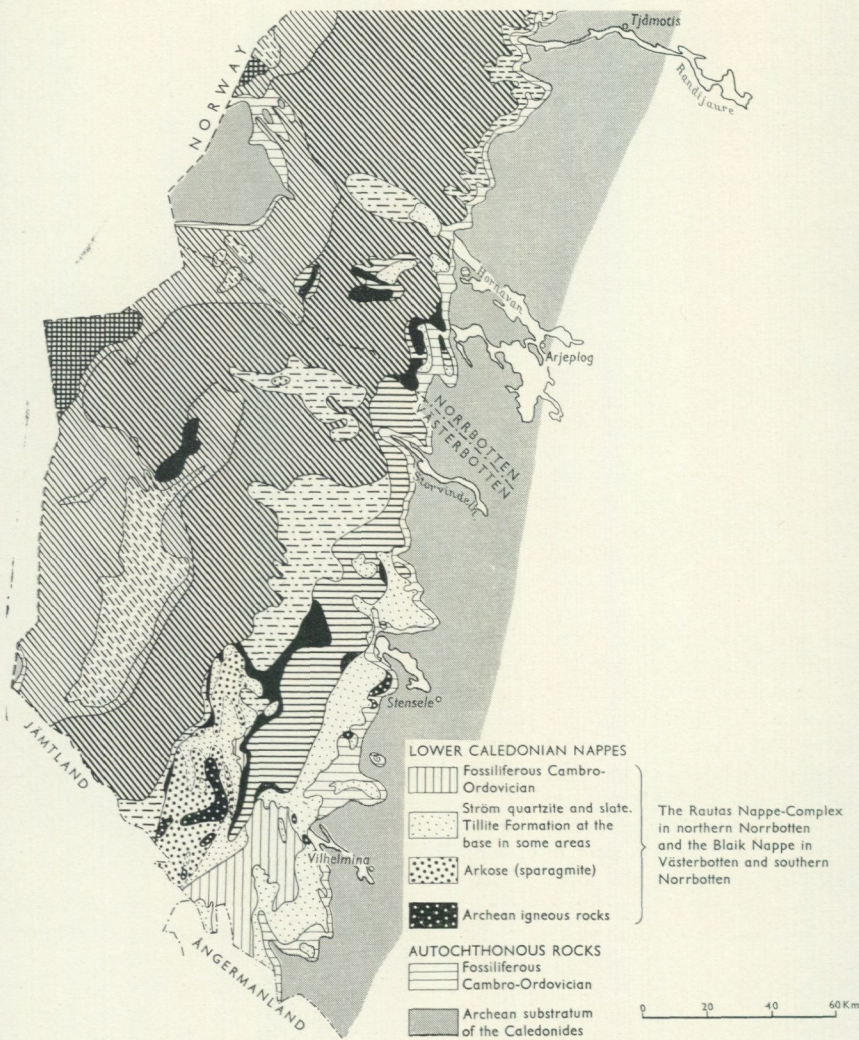 Tjåmotis
Randijaure
NORWAY
Hornavan
Arjeplog
NORRBOTTEN
VÄSTERBOTTEN
Storvindeln
Stensele
JÄMTLAND
Vilhelmina
ÅNGERMANLAND
LOWER CALEDONIAN NAPPES
Fossiliferous Cambro-
Ordovician
Ström quartzite and slate.
Tillite Formation at the
base in some areas
Arkose (sparagmite)
Archean igneous rocks
The Rautas Nappe-Complex
in northern Norrbotten
and the Blaik Nappe in
Västerbotten and southern
Norrbotten
AUTOCHTHONOUS ROCKS
Fossiliferous
Cambro-Ordovician
Archean substratum
of the Caledonides
0 20 40 60 Km